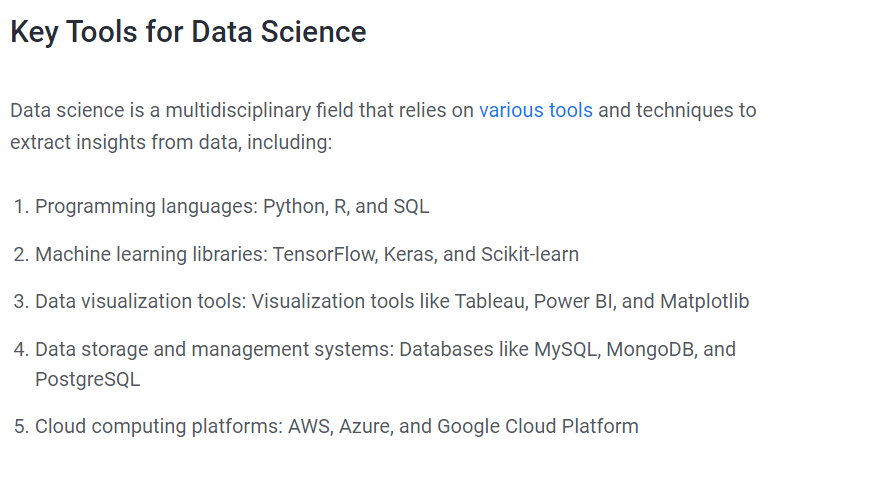 Key Tools for Data Science
Data science is a multidisciplinary field that relies on various tools and techniques to
extract insights from data, including:
1. Programming languages: Python, R, and SQL
2. Machine learning libraries: TensorFlow, Keras, and Scikit-learn
3. Data visualization tools: Visualization tools like Tableau, Power BI, and Matplotlib
4. Data storage and management systems: Databases like MySQL, MongoDB, and
PostgreSQL
5. Cloud computing platforms: AWS, Azure, and Google Cloud Platform